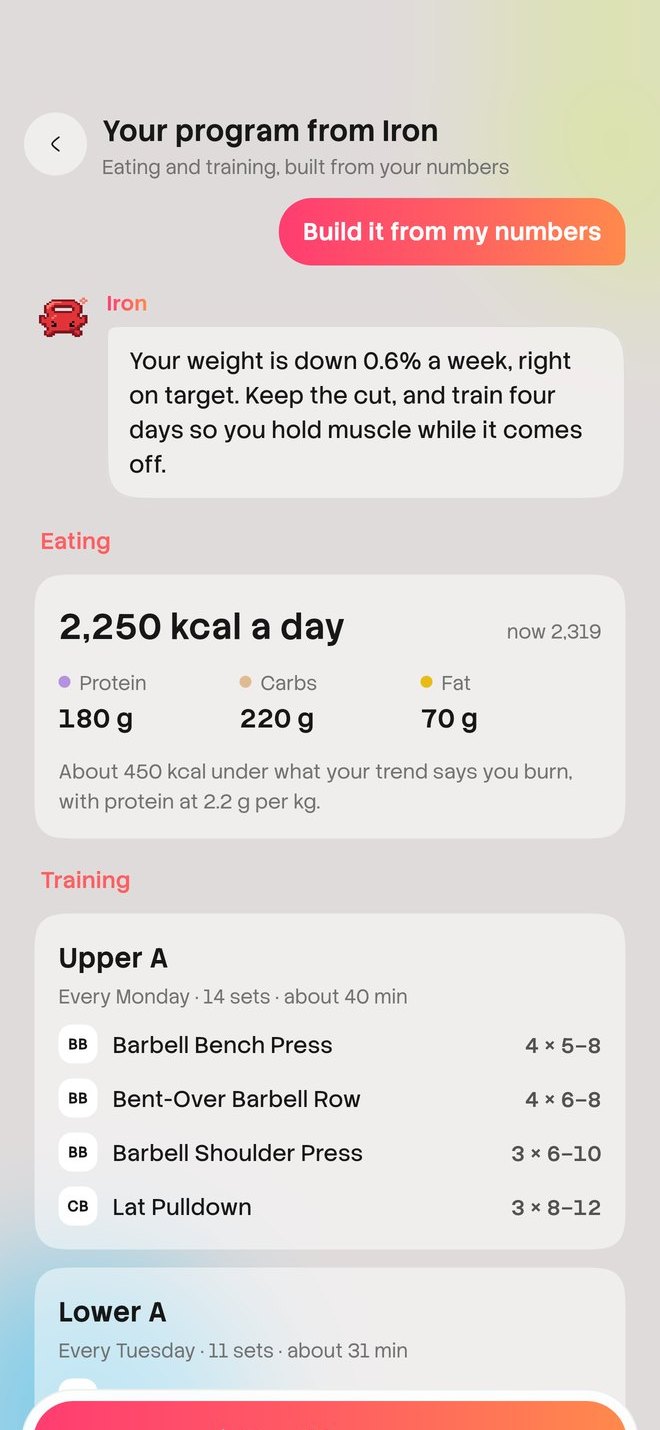 Your program from Iron
Eating and training, built from your numbers
Build it from my numbers
Iron
Your weight is down 0.6% a week, right
on target. Keep the cut, and train four
days so you hold muscle while it comes
off.
Eating
2,250 kcal a day
now 2,319
Protein
Carbs
Fat
180 g
220 g
70 g
About 450 kcal under what your trend says you burn,
with protein at 2.2 g per kg.
Training
Upper A
Every Monday · 14 sets · about 40 min
BB Barbell Bench Press 4 × 5–8
BB Bent-Over Barbell Row 4 × 6–8
BB Barbell Shoulder Press 3 × 6–10
CB Lat Pulldown 3 × 8–12
Lower A
Every Tuesday · 11 sets · about 31 min